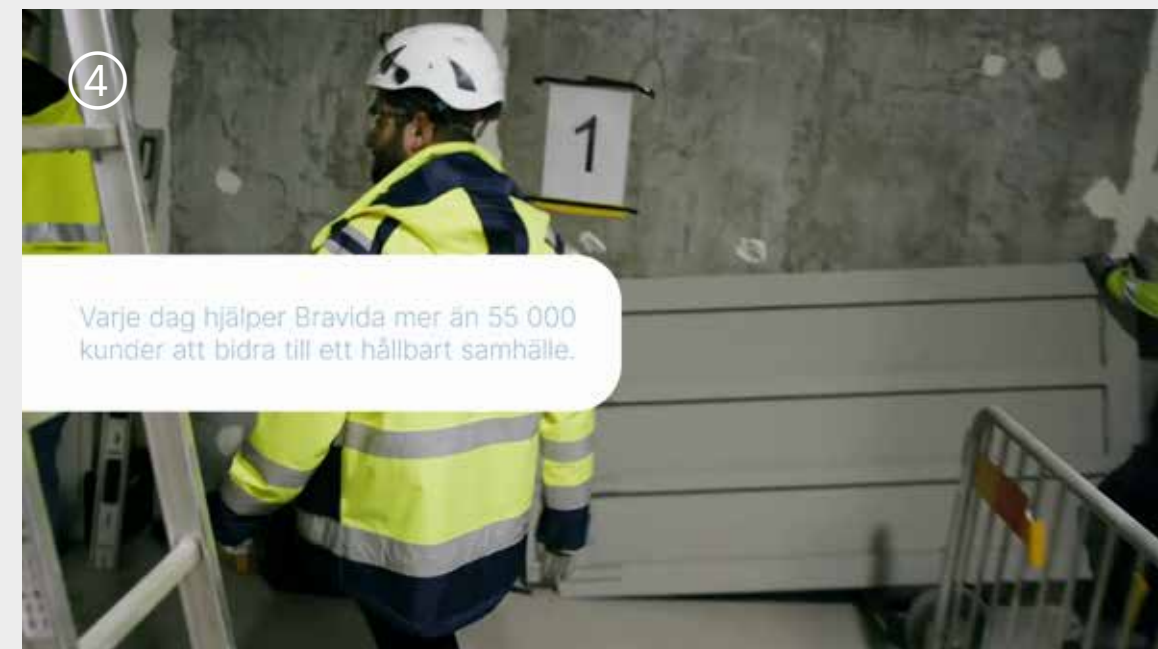 ④
1
Varje dag hjälper Bravida mer än 55 000
kunder att bidra till ett hållbart samhälle.